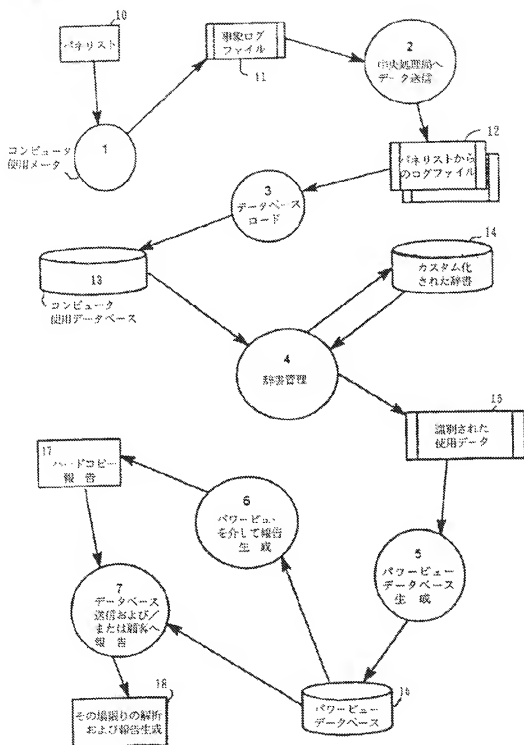 10
パネリスト
事象ログ
ファイル
11
2
中央処理局へ
データ送信
1
コンピュータ
使用メータ
12
パネリストから
のログファイル
3
データベース
ロード
13
コンピュータ
使用データベース
14
カスタム化
された辞書
4
辞書管理
15
識別された
使用データ
17
ハードコピー
報告
6
パワービュー
を介して報告
生成
5
パワービュー
データベース
生成
7
データベース
送信および/
または顧客へ
報告
16
パワービュー
データベース
18
その場限りの解析
および報告生成